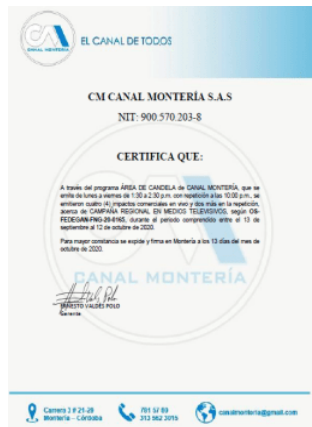 CANAL MONTERÍA
EL CANAL DE TODOS
CM CANAL MONTERÍA S.A.S
NIT: 900.570.203-8
CERTIFICA QUE:
A través del programa ÁREA DE CANDELA de CANAL MONTERÍA, que se
emite de lunes a viernes de 1:30 a 2:30 p.m. con repetición a las 10:00 p.m., se
emitieron cuatro (4) impactos comerciales en vivo y dos más en la repetición,
acerca de CAMPAÑA REGIONAL EN MEDIOS TELEVISIVOS, según OS-
FEDEGAN-FNG-20-0165, durante el periodo comprendido entre el 13 de
septiembre al 12 de octubre de 2020.
Para mayor constancia se expide y firma en Montería a los 13 días del mes de
octubre de 2020.
CANAL MONTERÍA
ERNESTO VALDÉS POLO
Gerente
Carrera 3 # 21-28
Montería - Córdoba
781 57 89
313 562 3015
canalmonteria@gmail.com